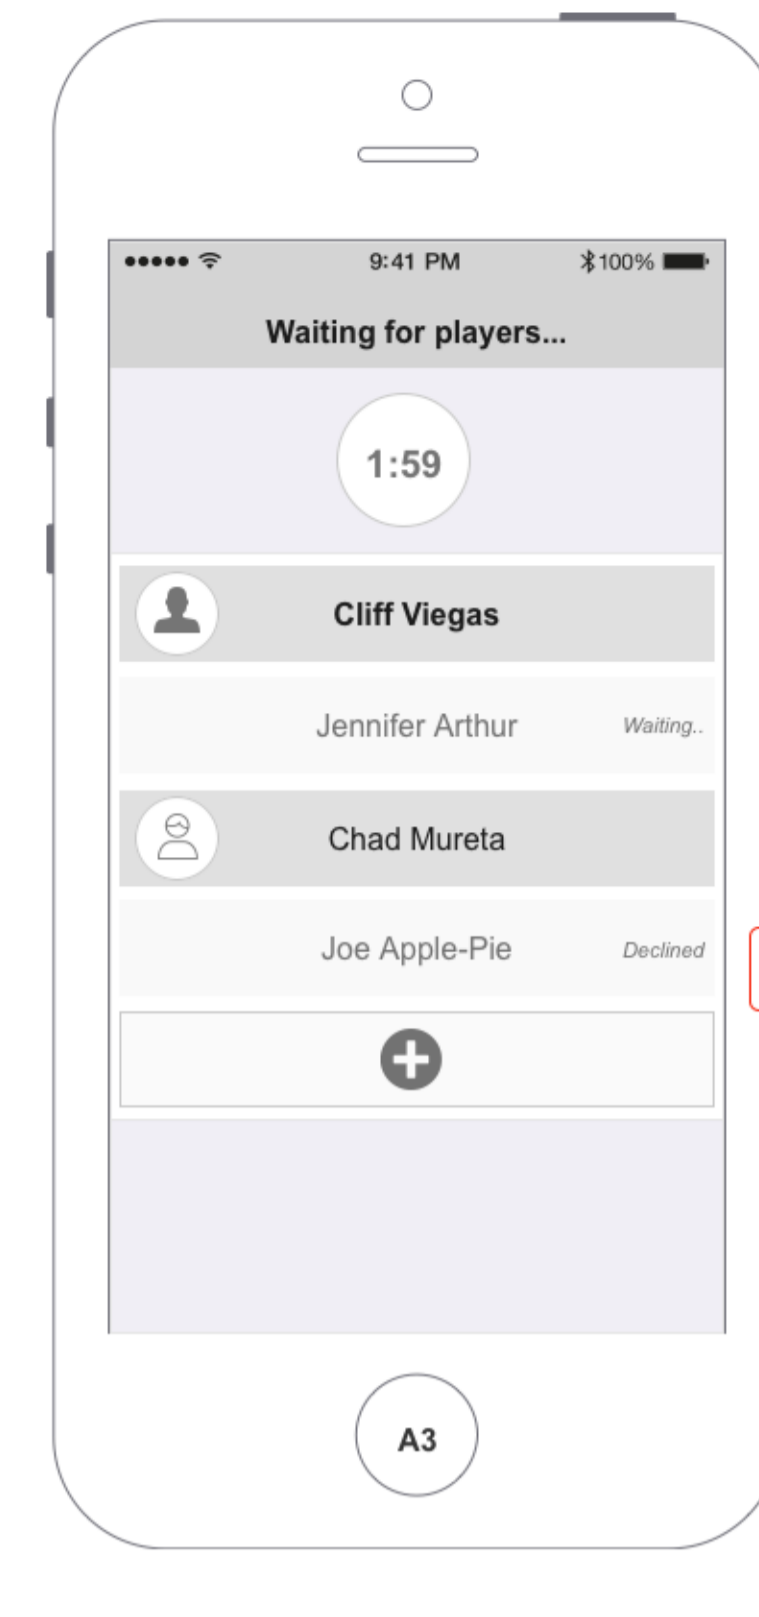 9:41 PM
100%
Waiting for players...
1:59
Cliff Viegas
Jennifer Arthur Waiting..
Chad Mureta
Joe Apple-Pie Declined
A3